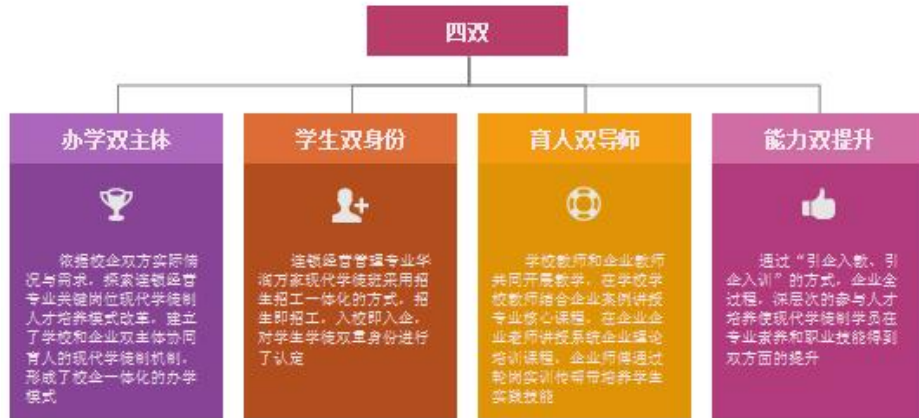 四双
办学双主体
学生双身份
育人双导师
能力双提升
依据校企双方实际情
况与需求，探索连锁经营
专业关键岗位现代学徒制
人才培养模式改革，建立
了学校和企业双主体协同
育人的现代学徒制机制，
形成了校企一体化的办学
模式
连锁经营管理专业华
润万家现代学徒班采用招
生招工一体化的方式，招
生即招工，入校即入企，
对学生学徒双重身份进行
了认定
学校教师和企业教师
共同开展教学，在学校学
校教师结合企业案例讲授
专业核心课程，在企业企
业老师讲授系统企业理论
培训课程，企业师傅通过
轮岗实训传帮带培养学生
实践技能
通过“引企入教、引
企入训”的方式，企业全
过程，深层次的参与人才
培养使现代学徒制学员在
专业素养和职业技能得到
双方面的提升